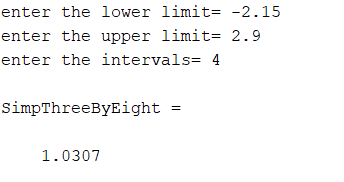 enter the lower limit= -2.15
enter the upper limit= 2.9
enter the intervals= 4
SimpThreeByEight =
1.0307